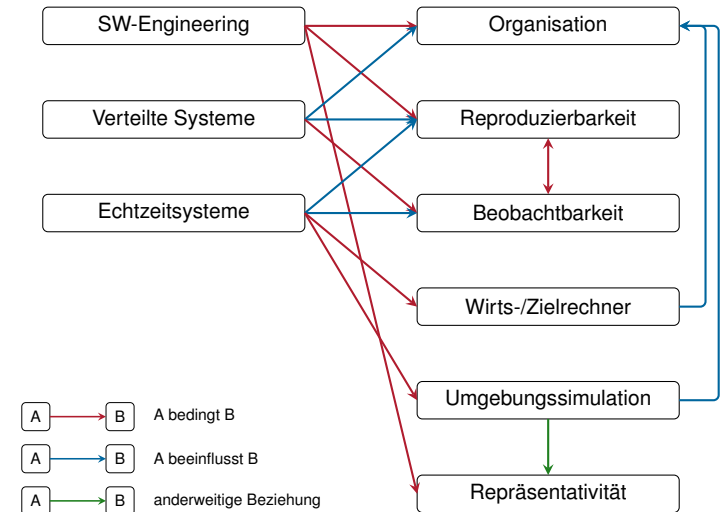 SW-Engineering
Organisation
Verteilte Systeme
Reproduzierbarkeit
Echtzeitsysteme
Beobachtbarkeit
Wirts-/Zielrechner
Umgebungssimulation
Repräsentativität
A B A bedingt B
A B A beeinflusst B
A B anderweitige Beziehung